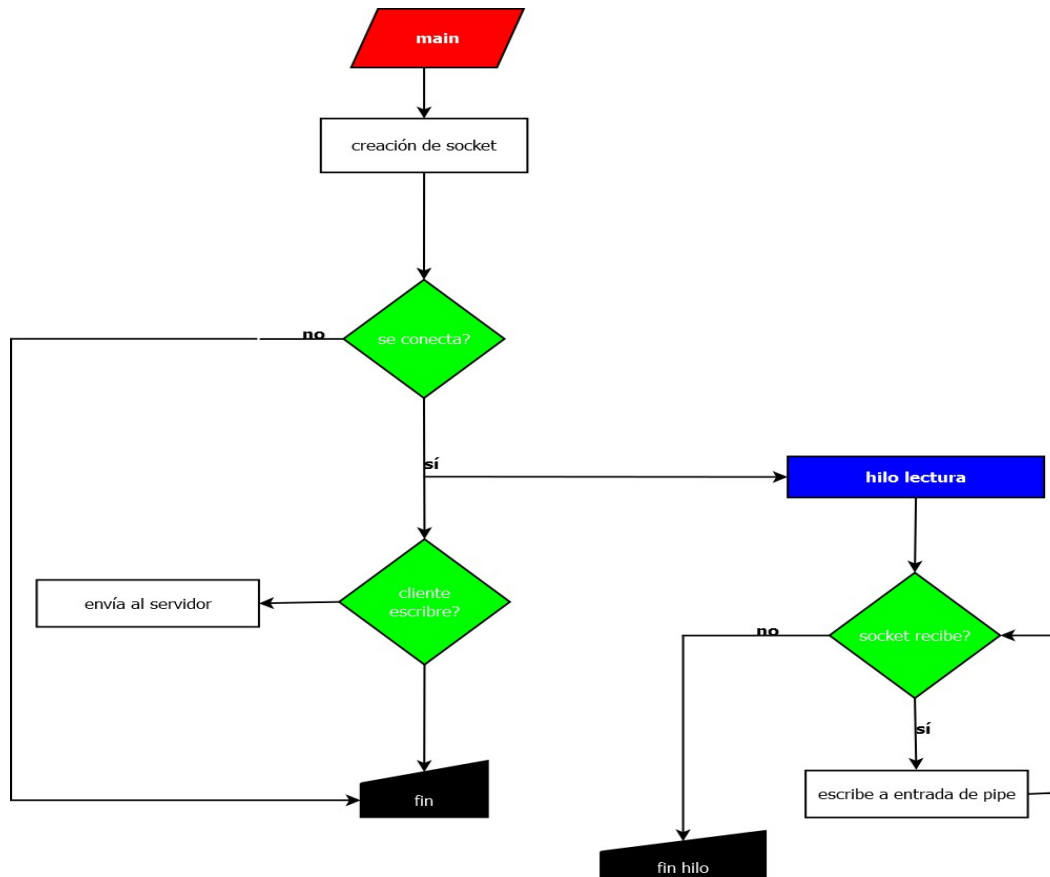 main
creación de socket
se conecta?
no
sí
hilo lectura
cliente
escribre?
envía al servidor
socket recibe?
no
sí
escribe a entrada de pipe
fin
fin hilo